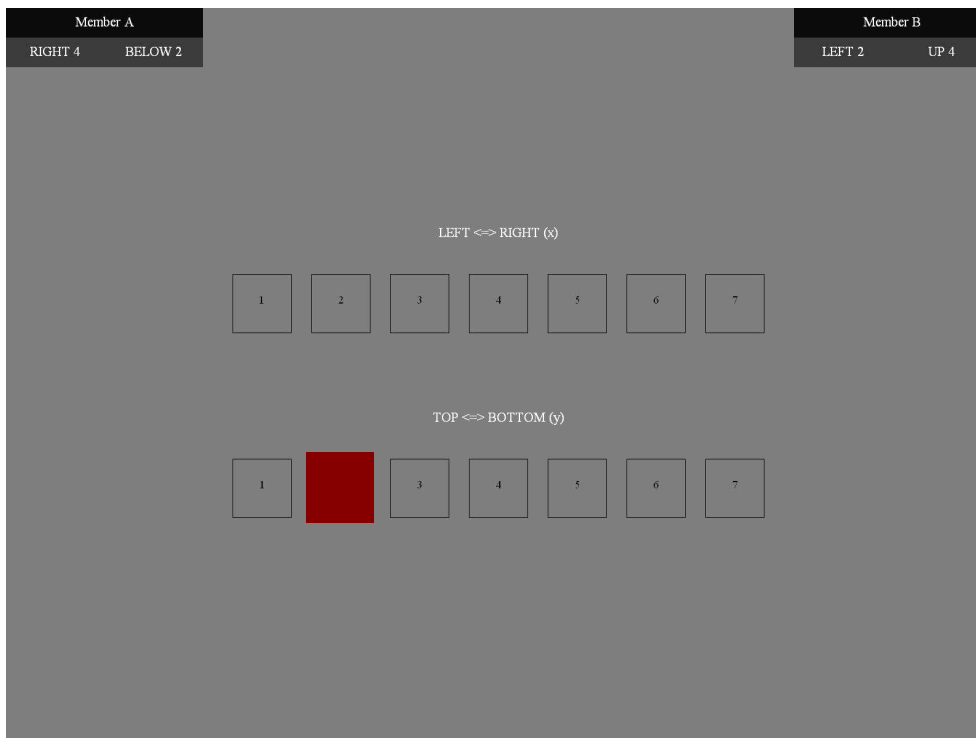 Member A
Member B
RIGHT 4 BELOW 2
LEFT 2 UP 4
LEFT <=> RIGHT (x)
1 2 3 4 5 6 7
TOP <=> BOTTOM (y)
1 3 4 5 6 7